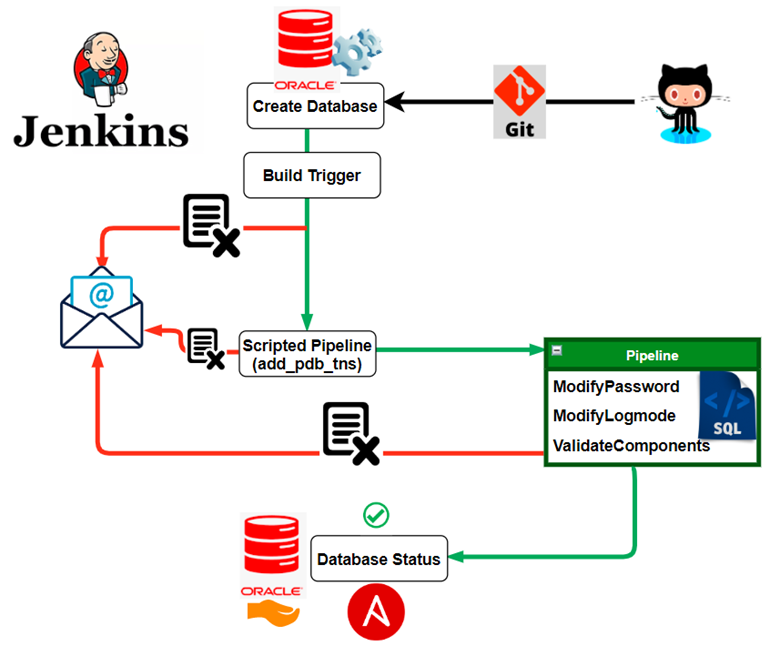 ORACLE
Jenkins
Create Database
Git
Build Trigger
@
Scripted Pipeline
(add_pdb_tns)
Pipeline
ModifyPassword
ModifyLogmode
ValidateComponents
</>
SQL
Database Status
ORACLE
A